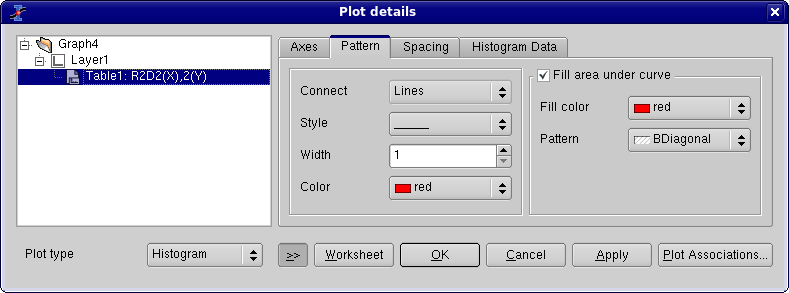 Plot details
Graph4
Layer1
Table1: R2D2(X),2(Y)
Axes Pattern Spacing Histogram Data
Connect Lines
Style
Width 1
Color red
Fill area under curve
Fill color red
Pattern BDiagonal
Plot type Histogram >> Worksheet OK Cancel Apply Plot Associations...